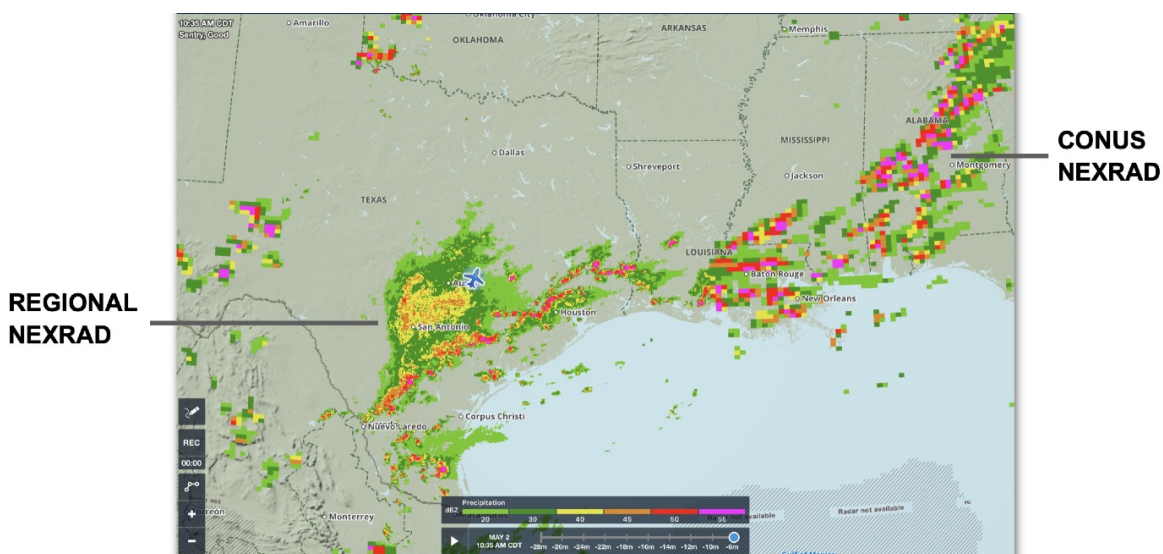 10:35 AM CDT
Sentry, Good
Amarillo
Oklahoma City
OKLAHOMA
ARKANSAS
Memphis
Dallas
Shreveport
MISSISSIPPI
Jackson
ALABAMA
Montgomery
CONUS
NEXRAD
TEXAS
LOUISIANA
Baton Rouge
New Orleans
Houston
San Antonio
REGIONAL
NEXRAD
Corpus Christi
Nuevo Laredo
Monterrey
REC
00:00
+
−
Precipitation
dBZ
20 30 40 45 50 55
MAY 2
10:35 AM CDT
-28m -26m -24m -22m -18m -16m -14m -12m -10m -6m
not available
Radar not available